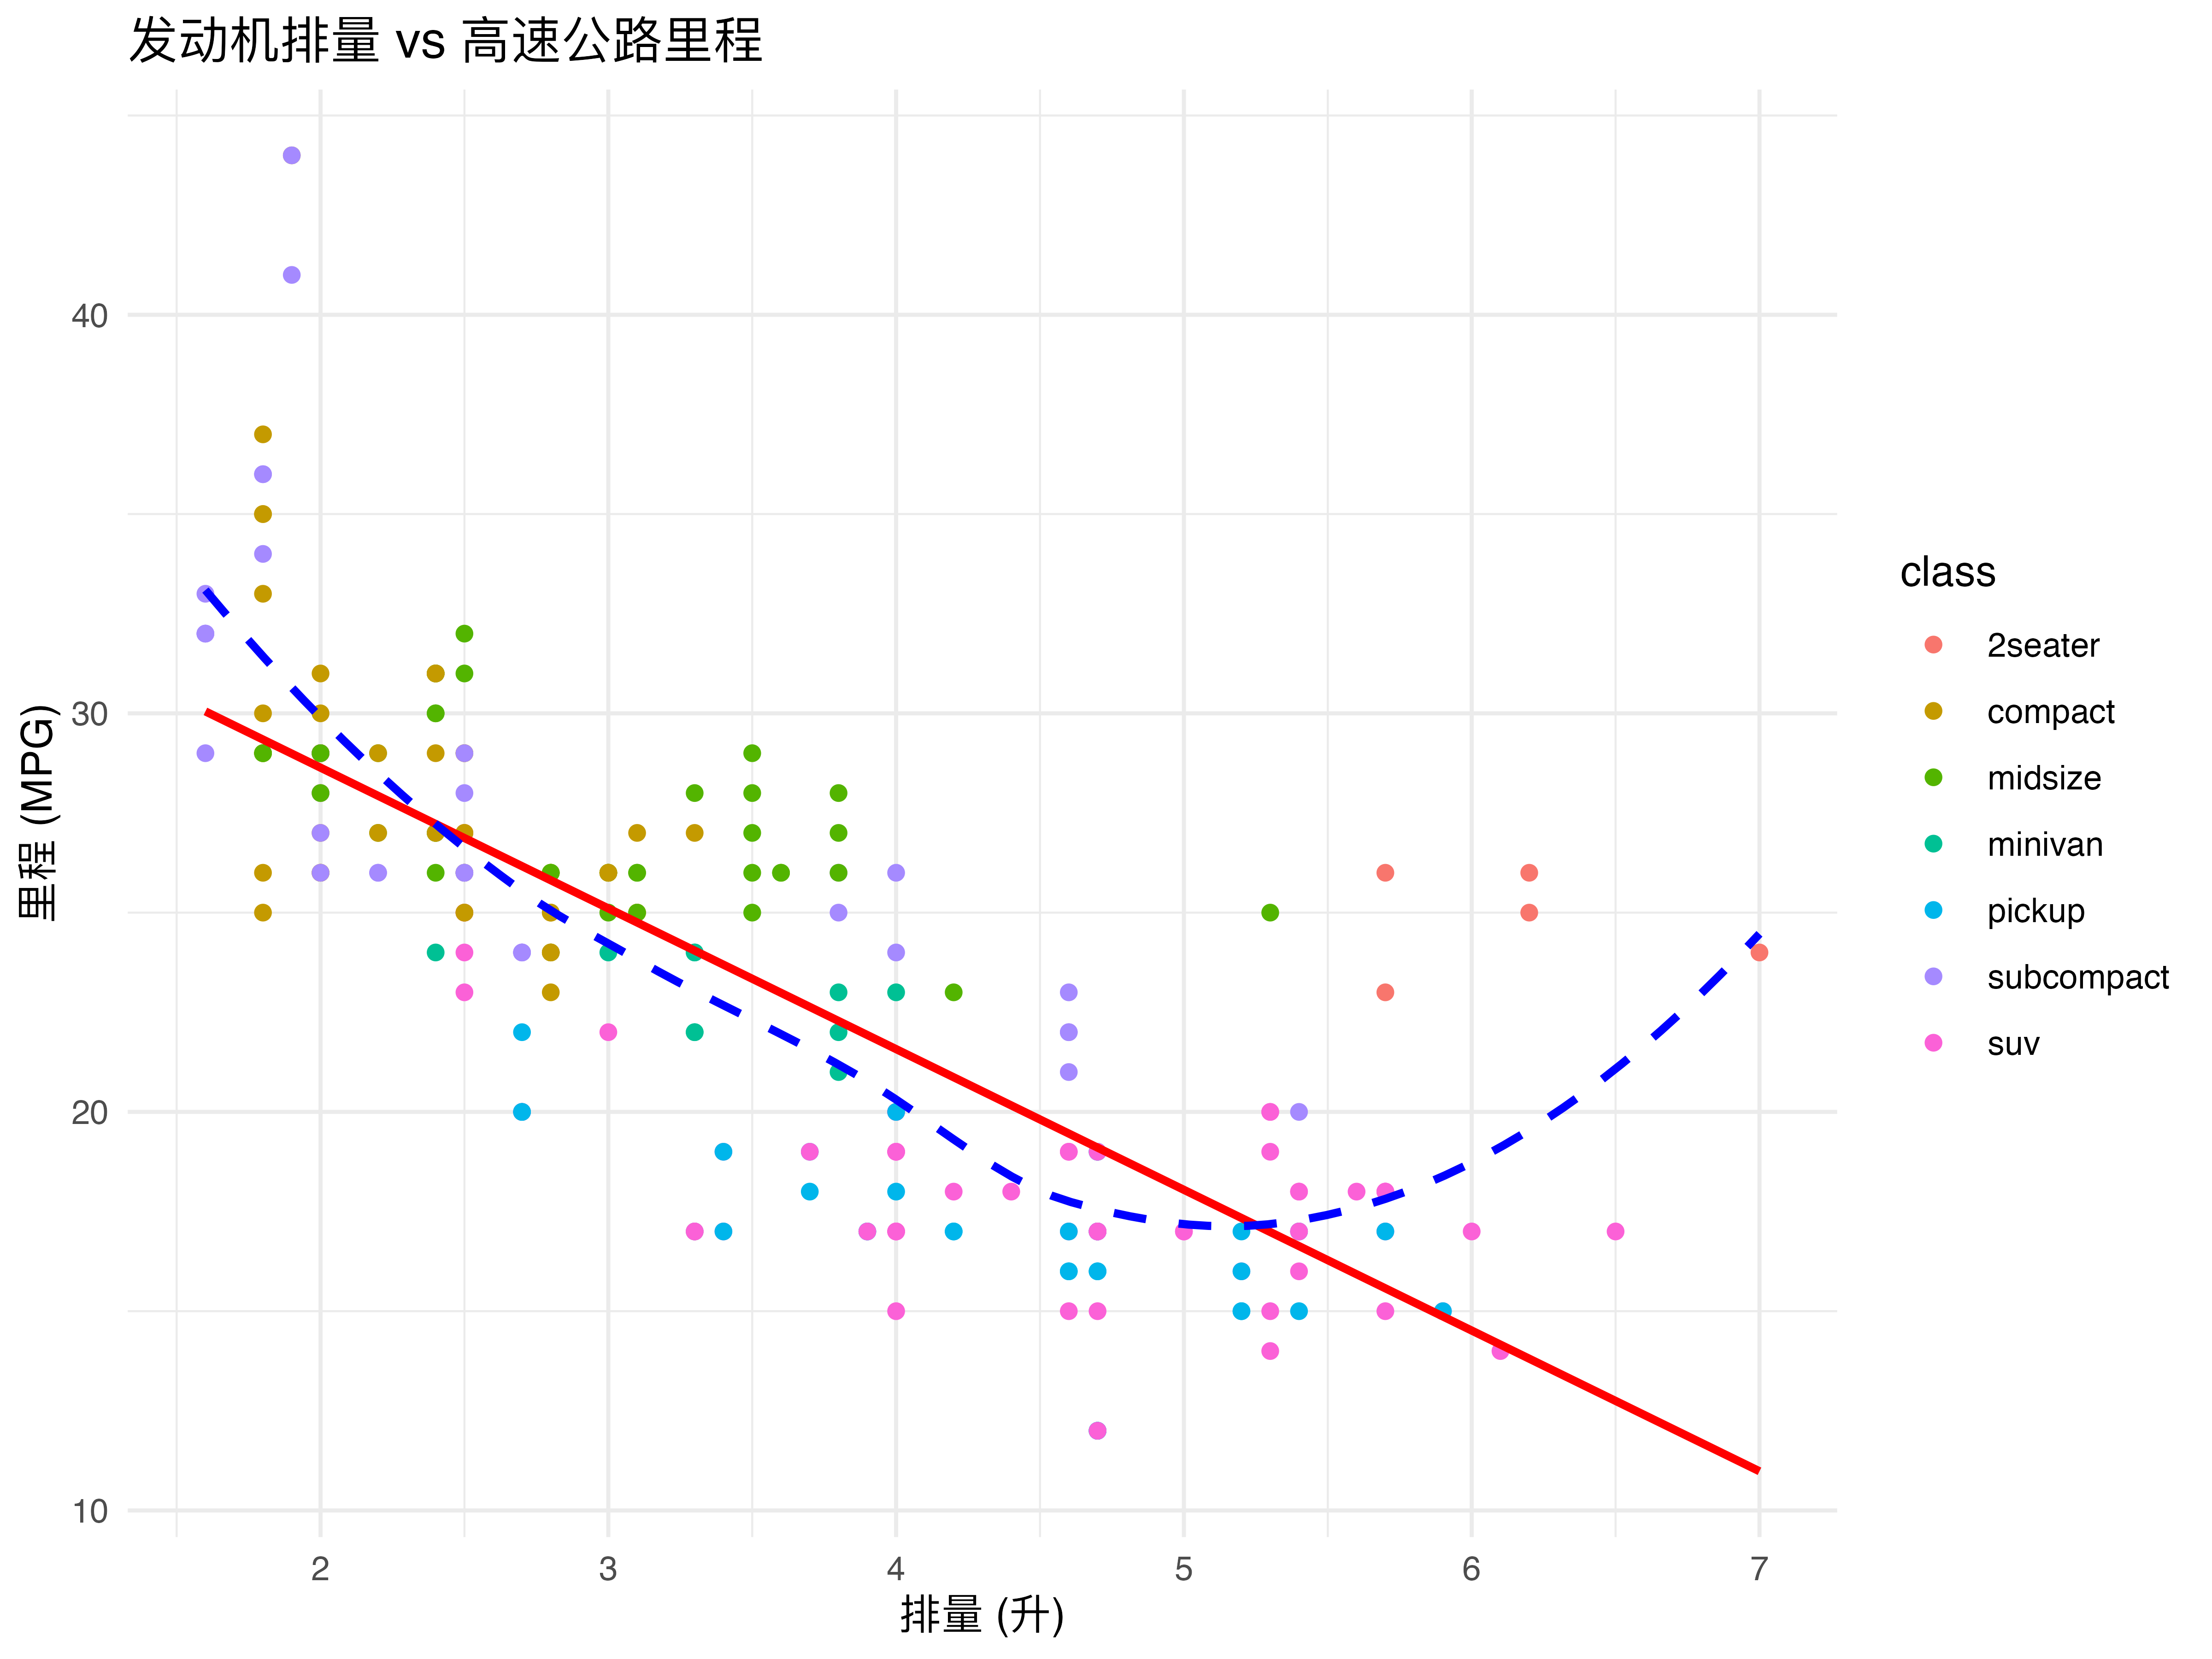 发动机排量 vs 高速公路里程
里程 (MPG)
40
30
20
10
2
3
4
5
6
7
排量 (升)
class
2seater
compact
midsize
minivan
pickup
subcompact
suv